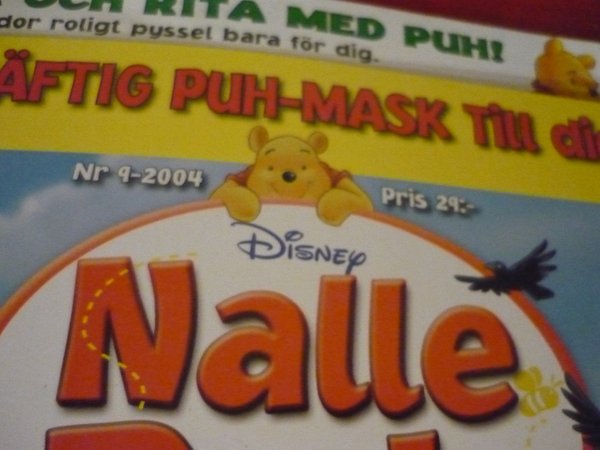 OCH RITA MED PUH!
dor roligt pyssel bara för dig.
ÄFTIG PUH-MASK Till di
Nr 9-2004
Pris 29:-
Disney
Nalle